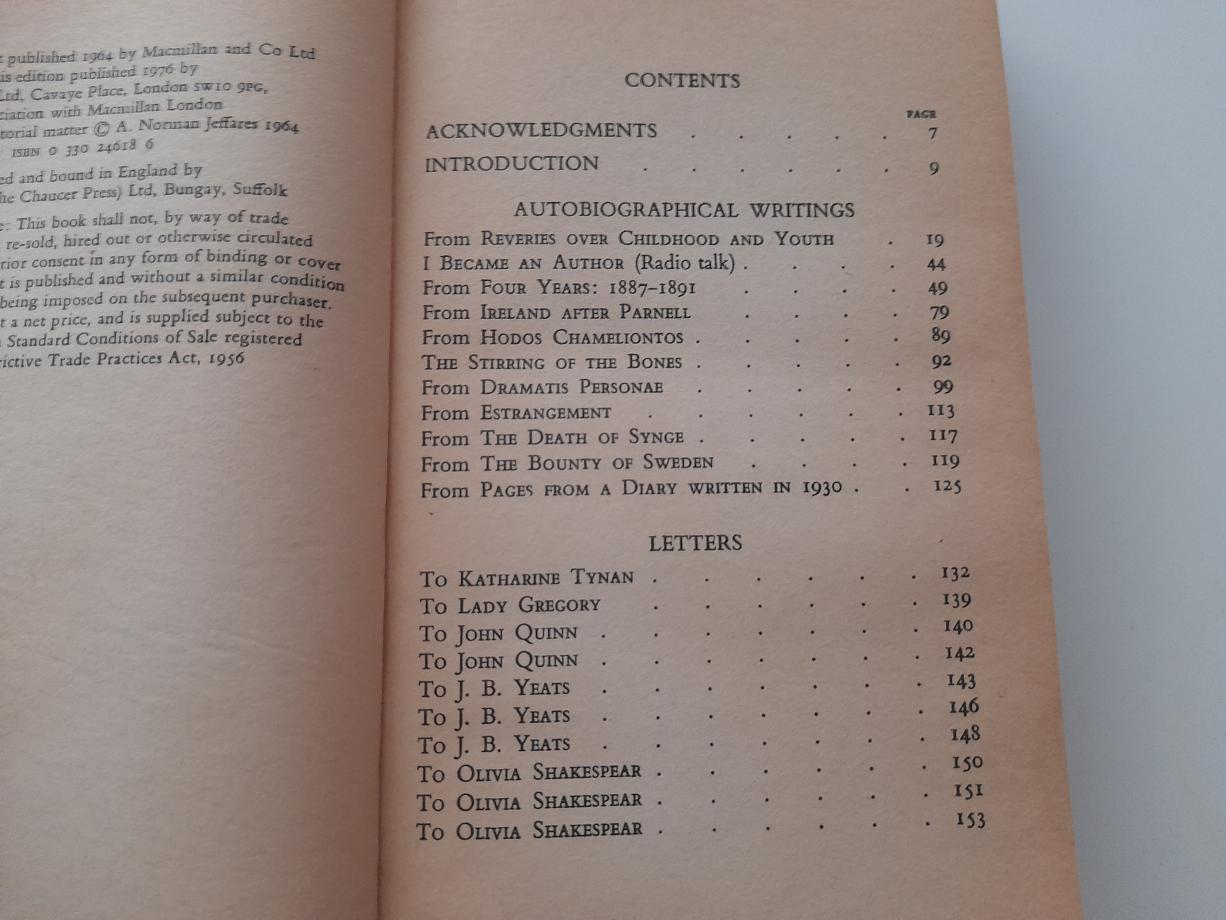 published 1964 by Macmillan and Co Ltd
is edition published 1976 by
Ltd, Cavaye Place, London SW10 9PG,
ciation with Macmillan London
torial matter © A. Norman Jeffares 1964
ISBN 0 330 24618 6
ed and bound in England by
he Chaucer Press) Ltd, Bungay, Suffolk
e: This book shall not, by way of trade
re-sold, hired out or otherwise circulated
rior consent in any form of binding or cover
t is published and without a similar condition
being imposed on the subsequent purchaser.
t a net price, and is supplied subject to the
Standard Conditions of Sale registered
rictive Trade Practices Act, 1956
CONTENTS
PAGE
ACKNOWLEDGMENTS . . . . . 7
INTRODUCTION . . . . . . 9
AUTOBIOGRAPHICAL WRITINGS
From REVERIES OVER CHILDHOOD AND YOUTH . 19
I BECAME AN AUTHOR (Radio talk) . . . . 44
From FOUR YEARS: 1887–1891 . . . . 49
From IRELAND AFTER PARNELL . . . . 79
From HODOS CHAMELIONTOS . . . . . 89
THE STIRRING OF THE BONES . . . . . 92
From DRAMATIS PERSONAE . . . . . 99
From ESTRANGEMENT . . . . . . 113
From THE DEATH OF SYNGE . . . . . 117
From THE BOUNTY OF SWEDEN . . . . 119
From PAGES FROM A DIARY WRITTEN IN 1930 . . 125
LETTERS
To KATHARINE TYNAN . . . . . . 132
To LADY GREGORY . . . . . . 139
To JOHN QUINN . . . . . . . 140
To JOHN QUINN . . . . . . . 142
To J. B. YEATS . . . . . . . 143
To J. B. YEATS . . . . . . . 146
To J. B. YEATS . . . . . . . 148
To OLIVIA SHAKESPEAR . . . . . . 150
To OLIVIA SHAKESPEAR . . . . . . 151
To OLIVIA SHAKESPEAR . . . . . . 153